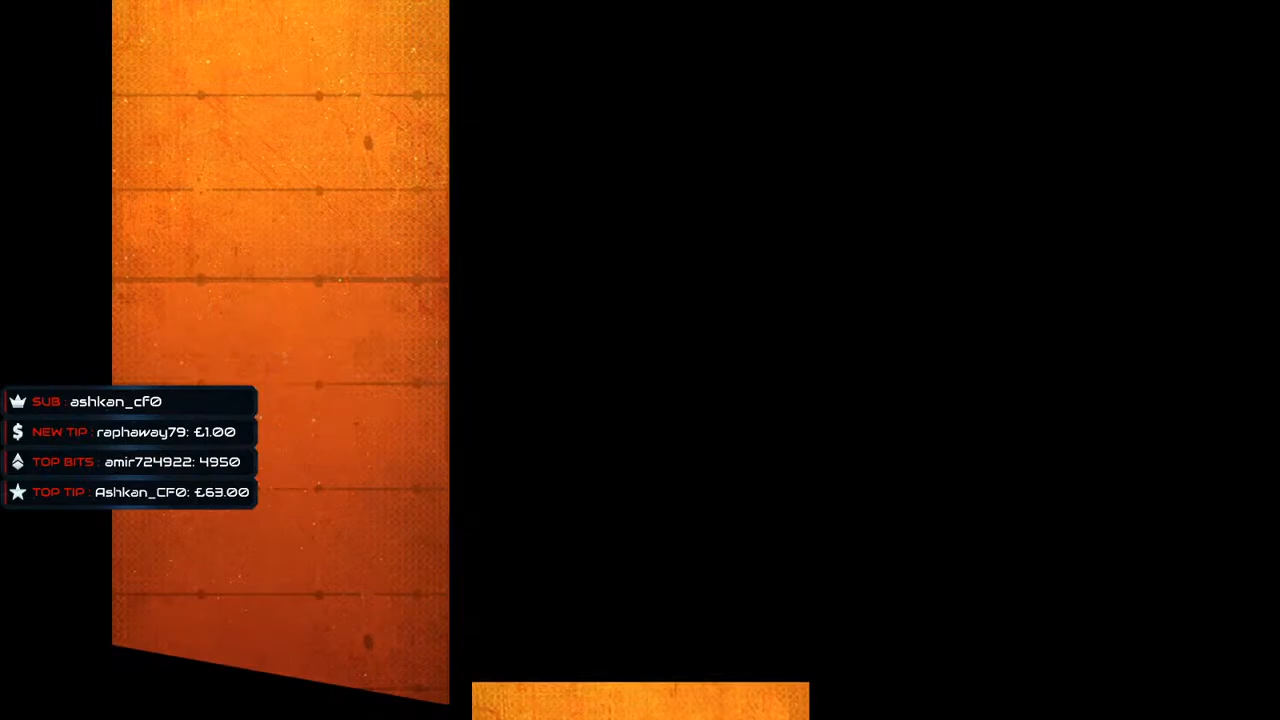 SUB : ashkan_cf0
NEW TIP : raphaway79: £1.00
TOP BITS : amir724922: 4950
TOP TIP : Ashkan_CF0: £63.00